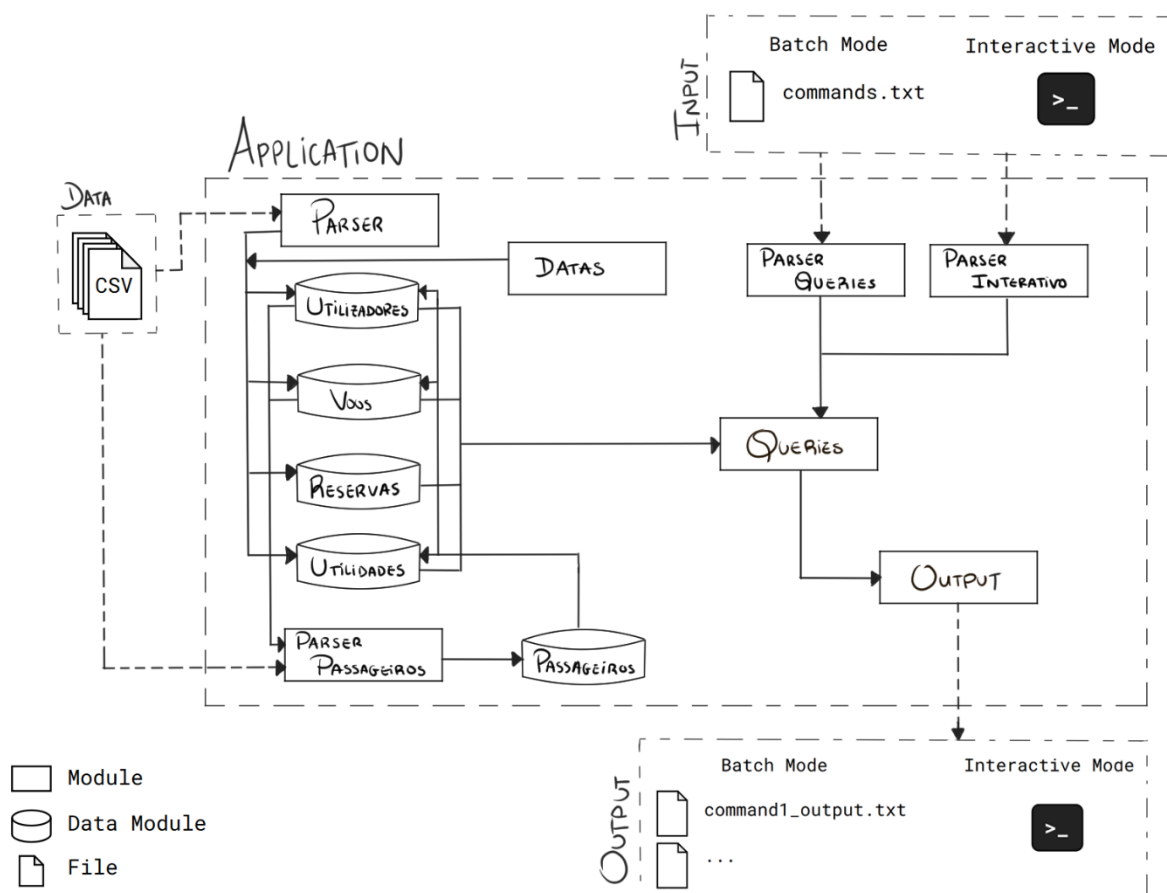 Batch Mode
Interactive Mode
INPUT
commands.txt
>_
APPLICATION
DATA
CSV
PARSER
DATAS
PARSER
QUERIES
PARSER
INTERATIVO
UTILIZADORES
VOUS
QUERIES
RESERVAS
UTILIDADES
OUTPUT
PARSER
PASSAGEIROS
PASSAGEIROS
OUTPUT
Batch Mode
Interactive Mode
command1_output.txt
>_
...
Module
Data Module
File